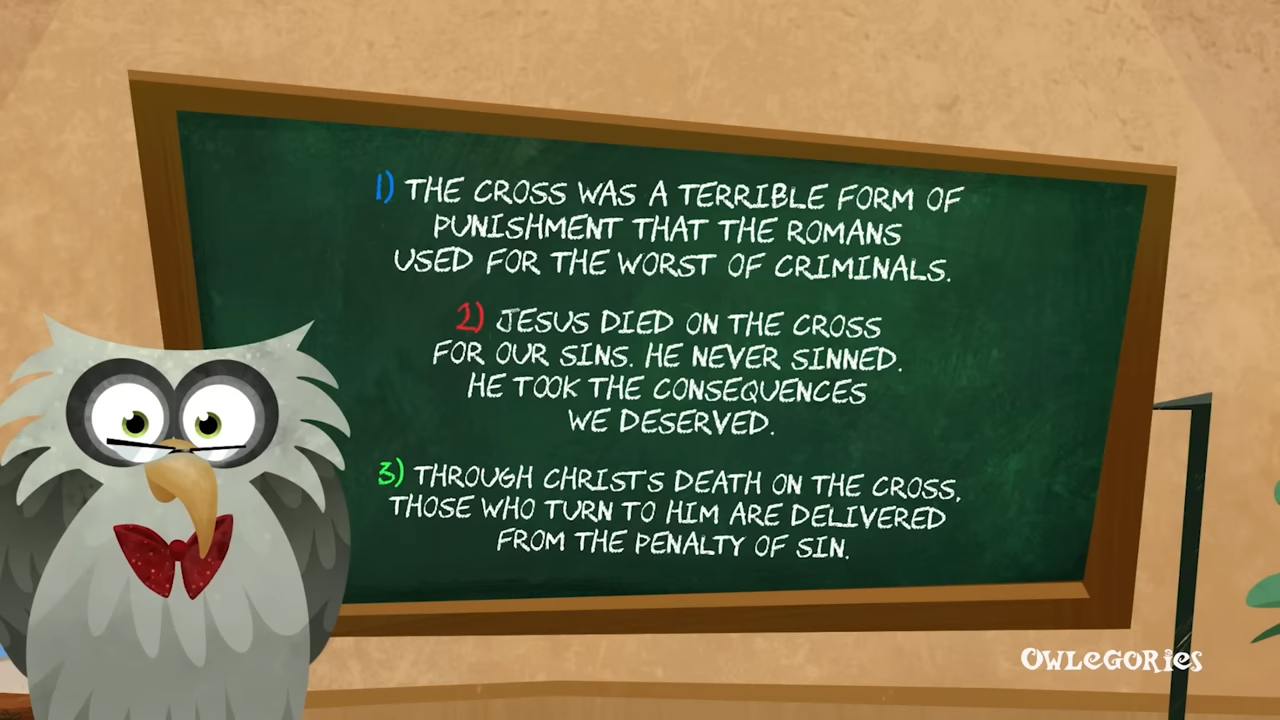 1) THE CROSS WAS A TERRIBLE FORM OF
PUNISHMENT THAT THE ROMANS
USED FOR THE WORST OF CRIMINALS.
2) JESUS DIED ON THE CROSS
FOR OUR SINS. HE NEVER SINNED.
HE TOOK THE CONSEQUENCES
WE DESERVED.
3) THROUGH CHRIST'S DEATH ON THE CROSS,
THOSE WHO TURN TO HIM ARE DELIVERED
FROM THE PENALTY OF SIN.
OWLEGORIES